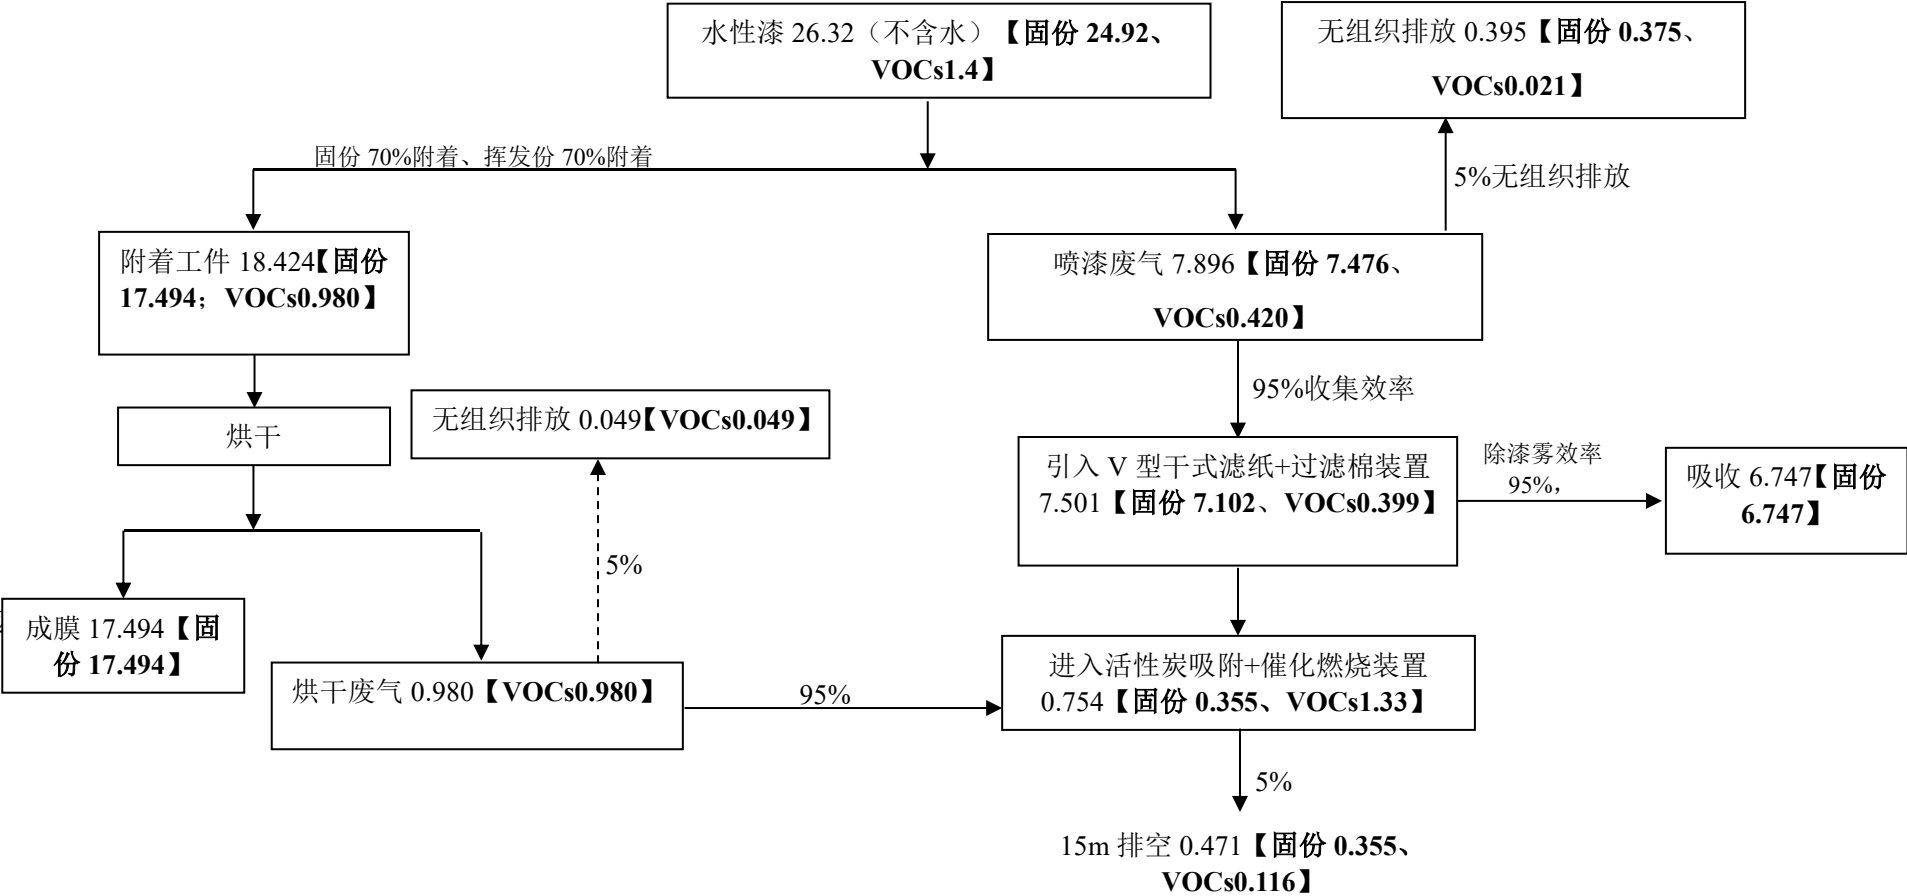 水性漆 26.32（不含水）【固份 24.92、
VOCs1.4】
无组织排放 0.395【固份 0.375、
VOCs0.021】
固份 70%附着、挥发份 70%附着
5%无组织排放
附着工件 18.424【固份
17.494；VOCs0.980】
喷漆废气 7.896【固份 7.476、
VOCs0.420】
95%收集效率
烘干
无组织排放 0.049【VOCs0.049】
引入 V 型干式滤纸+过滤棉装置
7.501【固份 7.102、VOCs0.399】
除漆雾效率
95%，
吸收 6.747【固份
6.747】
5%
成膜 17.494【固
份 17.494】
烘干废气 0.980【VOCs0.980】
95%
进入活性炭吸附+催化燃烧装置
0.754【固份 0.355、VOCs1.33】
5%
15m 排空 0.471【固份 0.355、
VOCs0.116】